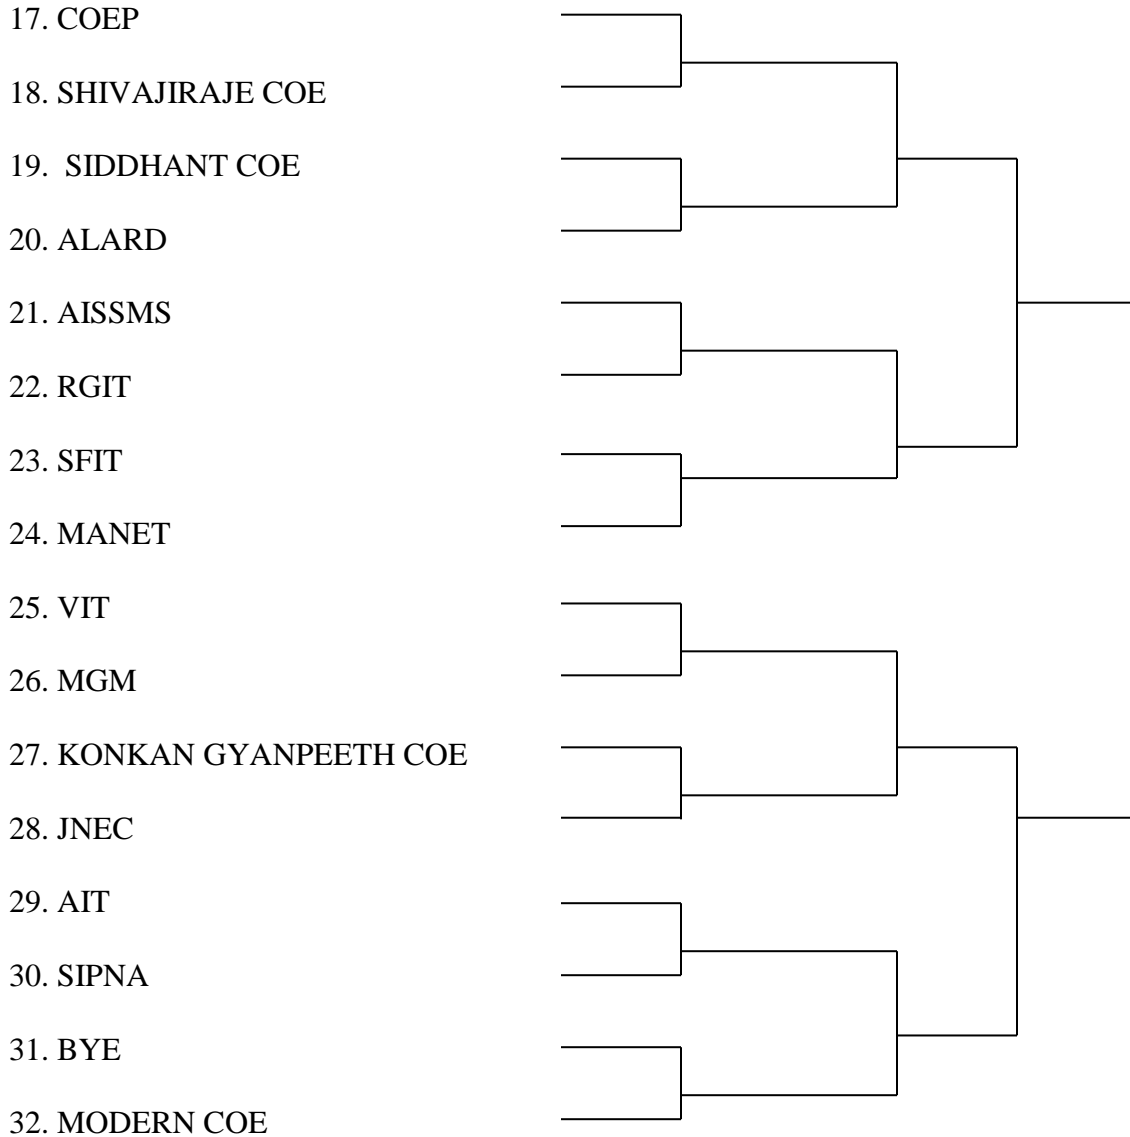 17. COEP
18. SHIVAJIRAJE COE
19. SIDDHANT COE
20. ALARD
21. AISSMS
22. RGIT
23. SFIT
24. MANET
25. VIT
26. MGM
27. KONKAN GYANPEETH COE
28. JNEC
29. AIT
30. SIPNA
31. BYE
32. MODERN COE